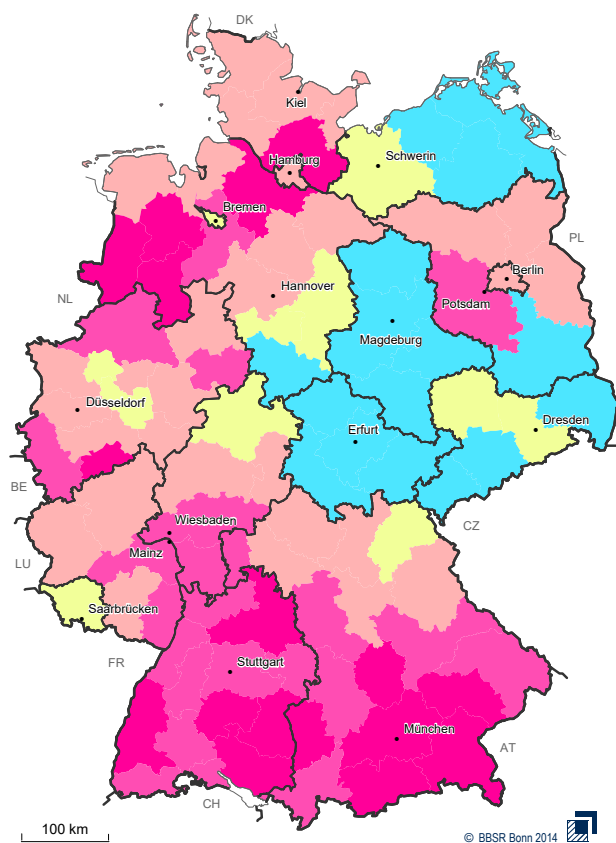 DK
Kiel
Hamburg
Schwerin
Bremen
PL
Berlin
NL
Hannover
Potsdam
Magdeburg
Düsseldorf
Dresden
Erfurt
BE
Wiesbaden
CZ
Mainz
LU
Saarbrücken
FR
Stuttgart
München
AT
CH
100 km
© BBSR Bonn 2014